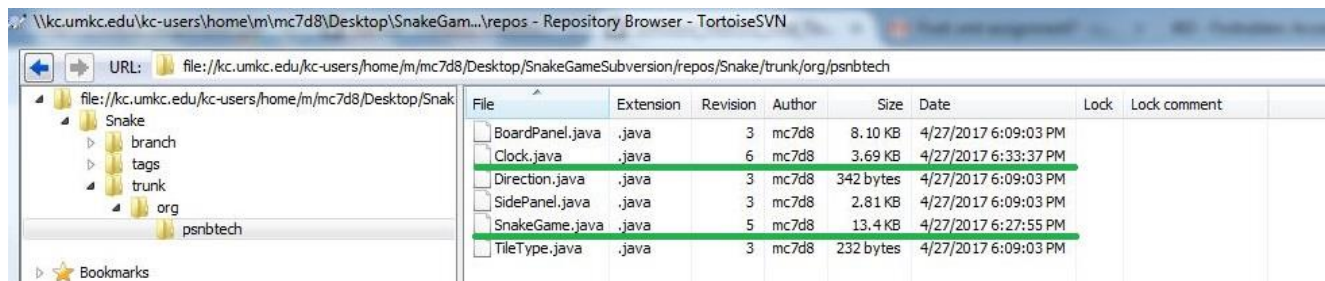 \\kc.umkc.edu\kc-users\home\m\mc7d8\Desktop\SnakeGam...\repos - Repository Browser - TortoiseSVN
URL: file://kc.umkc.edu/kc-users/home/m/mc7d8/Desktop/SnakeGameSubversion/repos/Snake/trunk/org/psnbtech
file://kc.umkc.edu/kc-users/home/m/mc7d8/Desktop/Snak
Snake
branch
tags
trunk
org
psnbtech
Bookmarks
File Extension Revision Author Size Date Lock Lock comment
BoardPanel.java .java 3 mc7d8 8.10 KB 4/27/2017 6:09:03 PM
Clock.java .java 6 mc7d8 3.69 KB 4/27/2017 6:33:37 PM
Direction.java .java 3 mc7d8 342 bytes 4/27/2017 6:09:03 PM
SidePanel.java .java 3 mc7d8 2.81 KB 4/27/2017 6:09:03 PM
SnakeGame.java .java 5 mc7d8 13.4 KB 4/27/2017 6:27:55 PM
TileType.java .java 3 mc7d8 232 bytes 4/27/2017 6:09:03 PM